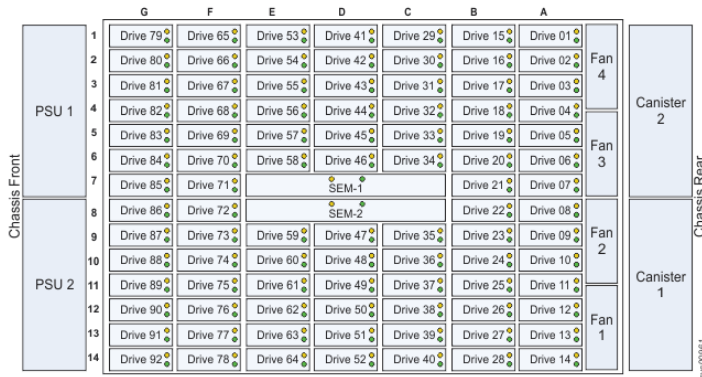 G F E D C B A
1 Drive 79 Drive 65 Drive 53 Drive 41 Drive 29 Drive 15 Drive 01
2 Drive 80 Drive 66 Drive 54 Drive 42 Drive 30 Drive 16 Drive 02 Fan 4
3 Drive 81 Drive 67 Drive 55 Drive 43 Drive 31 Drive 17 Drive 03
4 Drive 82 Drive 68 Drive 56 Drive 44 Drive 32 Drive 18 Drive 04
PSU 1
Canister 2
5 Drive 83 Drive 69 Drive 57 Drive 45 Drive 33 Drive 19 Drive 05
6 Drive 84 Drive 70 Drive 58 Drive 46 Drive 34 Drive 20 Drive 06 Fan 3
7 Drive 85 Drive 71 SEM-1 Drive 21 Drive 07
Chassis Front
Chassis Rear
8 Drive 86 Drive 72 SEM-2 Drive 22 Drive 08
9 Drive 87 Drive 73 Drive 59 Drive 47 Drive 35 Drive 23 Drive 09 Fan 2
10 Drive 88 Drive 74 Drive 60 Drive 48 Drive 36 Drive 24 Drive 10
11 Drive 89 Drive 75 Drive 61 Drive 49 Drive 37 Drive 25 Drive 11
PSU 2
Canister 1
12 Drive 90 Drive 76 Drive 62 Drive 50 Drive 38 Drive 26 Drive 12
13 Drive 91 Drive 77 Drive 63 Drive 51 Drive 39 Drive 27 Drive 13 Fan 1
14 Drive 92 Drive 78 Drive 64 Drive 52 Drive 40 Drive 28 Drive 14